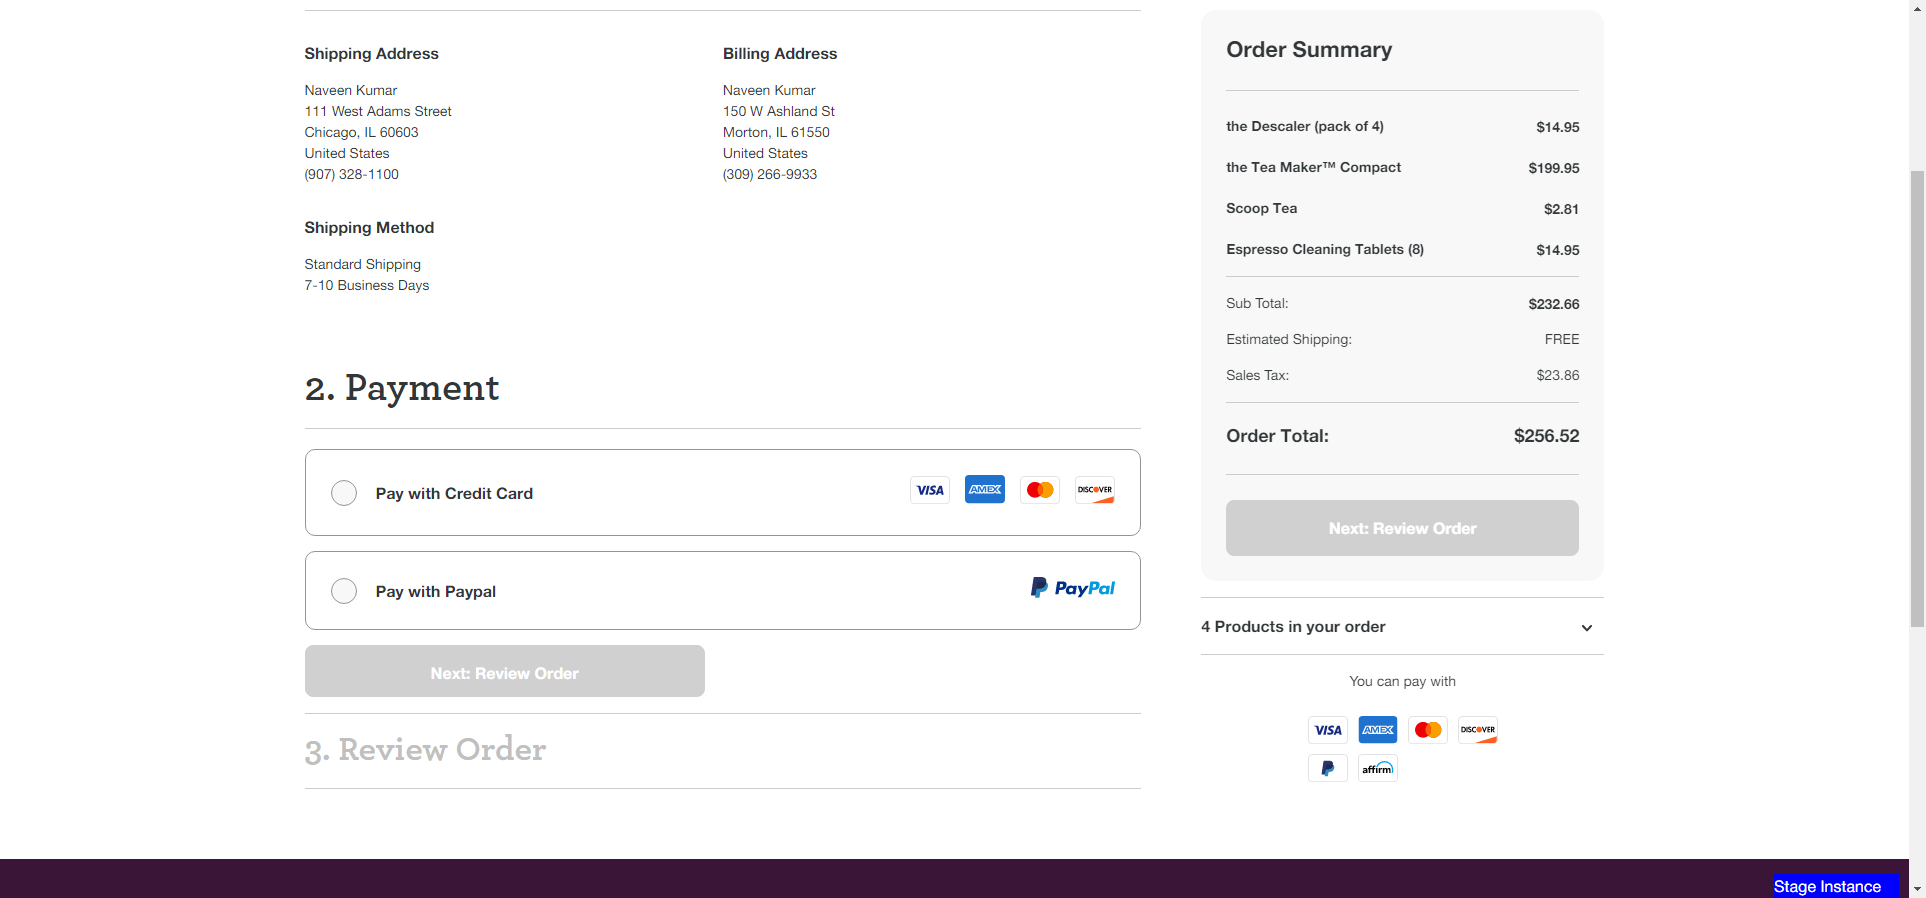 Shipping Address
Naveen Kumar
111 West Adams Street
Chicago, IL 60603
United States
(907) 328-1100
Billing Address
Naveen Kumar
150 W Ashland St
Morton, IL 61550
United States
(309) 266-9933
Shipping Method
Standard Shipping
7-10 Business Days
2. Payment
Pay with Credit Card
VISA AMEX DISCOVER
Pay with Paypal
PayPal
Next: Review Order
3. Review Order
Order Summary
the Descaler (pack of 4) $14.95
the Tea Maker™ Compact $199.95
Scoop Tea $2.81
Espresso Cleaning Tablets (8) $14.95
Sub Total: $232.66
Estimated Shipping: FREE
Sales Tax: $23.86
Order Total: $256.52
Next: Review Order
4 Products in your order
You can pay with
VISA AMEX DISCOVER
affirm
Stage Instance